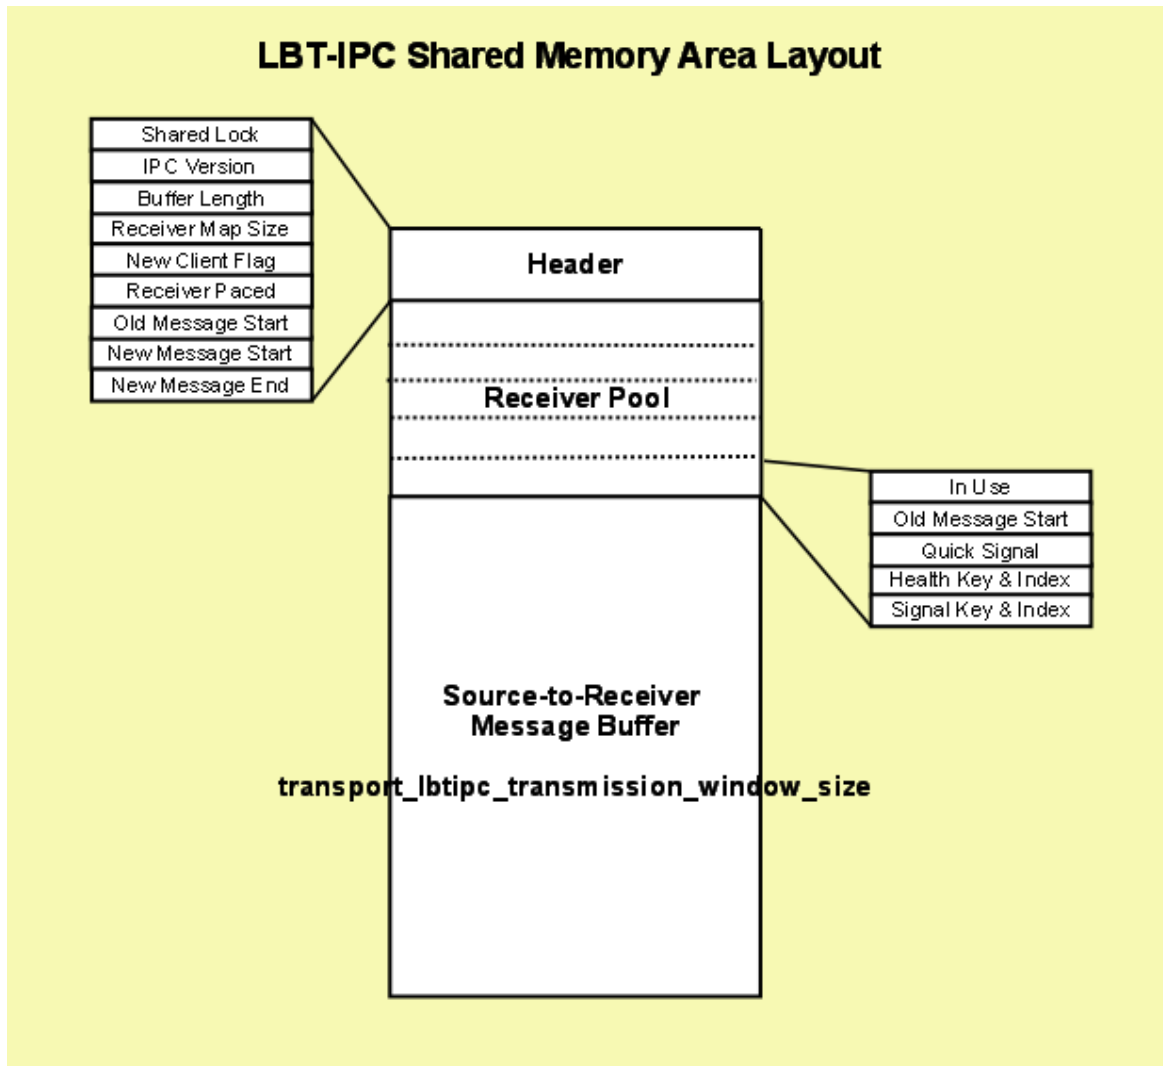 LBT-IPC Shared Memory Area Layout
Shared Lock
IPC Version
Buffer Length
Receiver Map Size
New Client Flag
Receiver Paced
Old Message Start
New Message Start
New Message End
Header
Receiver Pool
In Use
Old Message Start
Quick Signal
Health Key & Index
Signal Key & Index
Source-to-Receiver
Message Buffer
transport_lbtipc_transmission_window_size